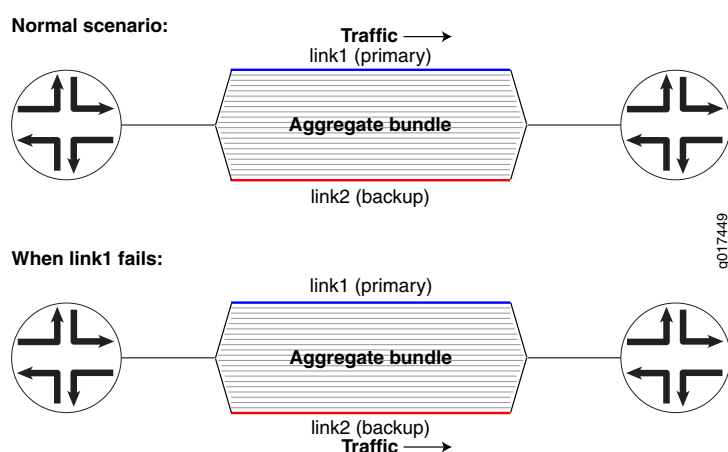 Normal scenario:
Traffic
link1 (primary)
Aggregate bundle
link2 (backup)
g017449
When link1 fails:
link1 (primary)
Aggregate bundle
link2 (backup)
Traffic